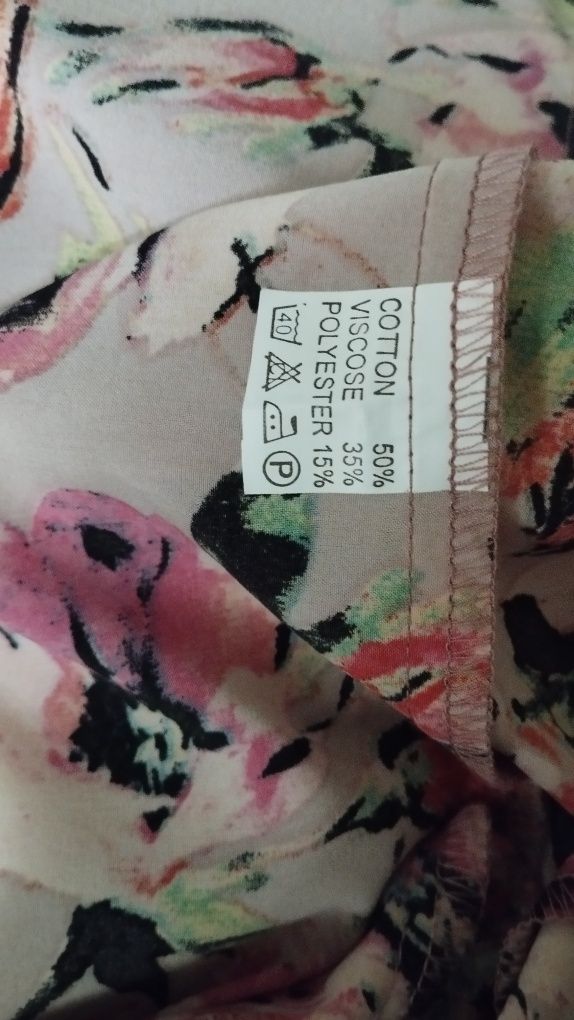 COTTON 50%
VISCOSE 35%
POLYESTER 15%
40 P